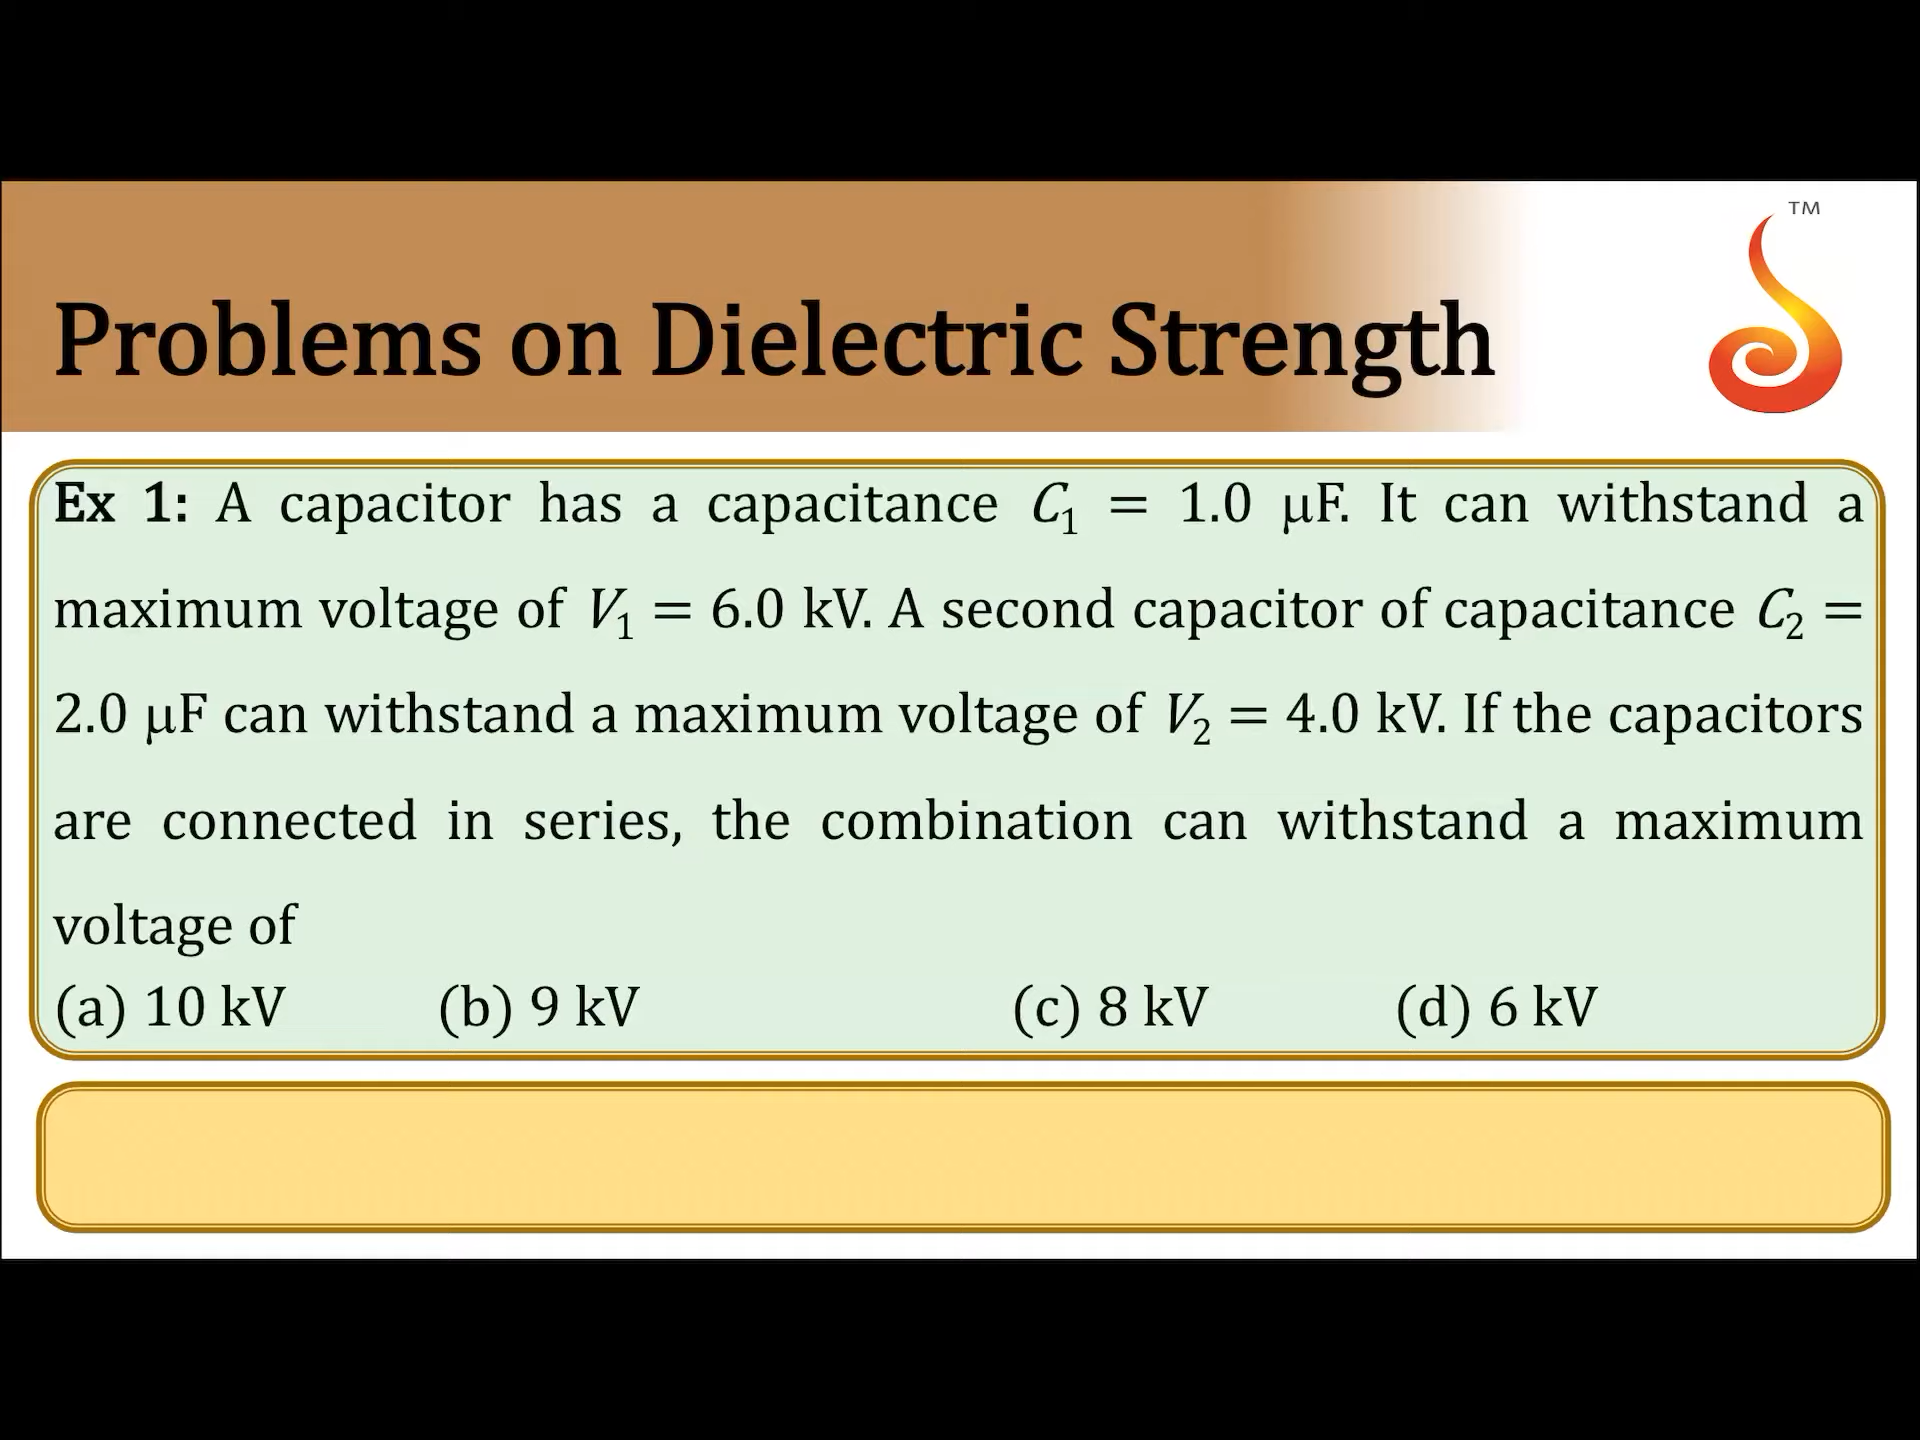 TM
Problems on Dielectric Strength
Ex 1: A capacitor has a capacitance C₁ = 1.0 μF. It can withstand a
maximum voltage of V₁ = 6.0 kV. A second capacitor of capacitance C₂ =
2.0 μF can withstand a maximum voltage of V₂ = 4.0 kV. If the capacitors
are connected in series, the combination can withstand a maximum
voltage of
(a) 10 kV (b) 9 kV (c) 8 kV (d) 6 kV